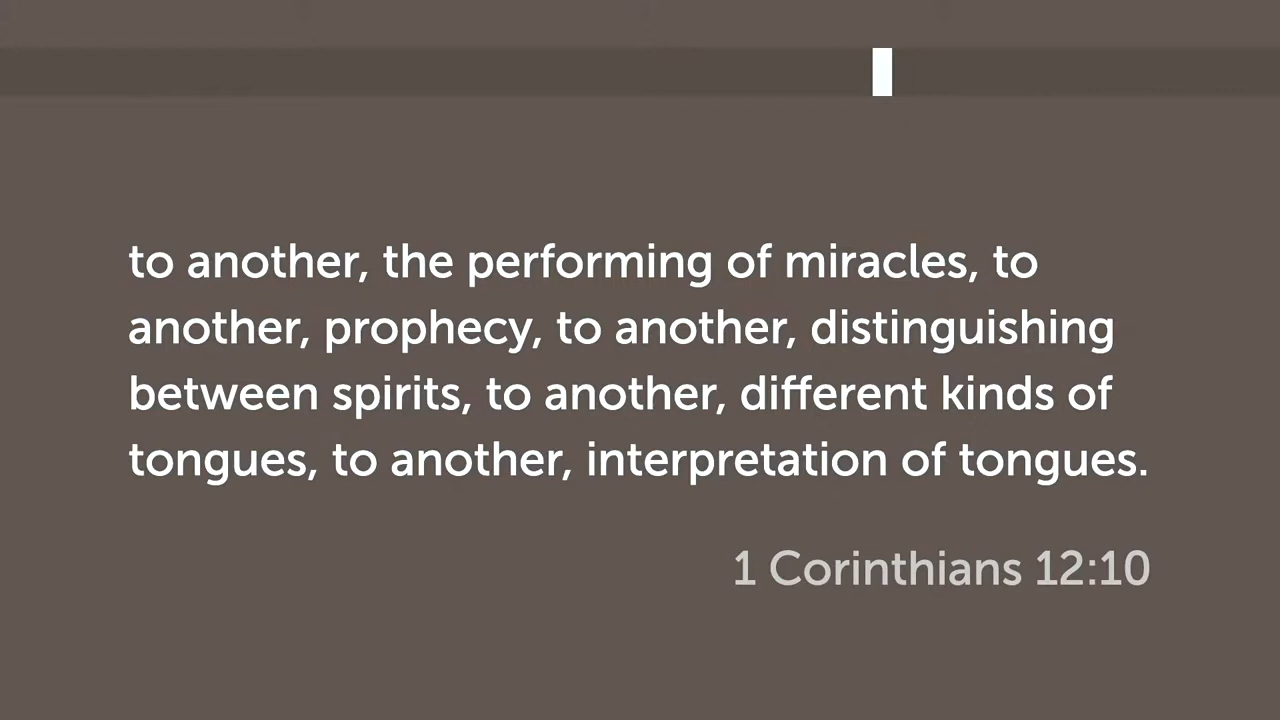 to another, the performing of miracles, to
another, prophecy, to another, distinguishing
between spirits, to another, different kinds of
tongues, to another, interpretation of tongues.
1 Corinthians 12:10